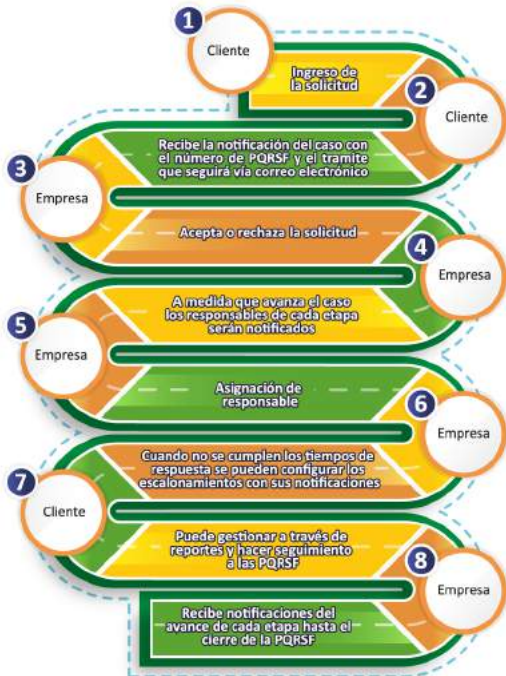 1
Cliente
Ingreso de
la solicitud
2
Cliente
Recibe la notificación del caso con
el número de PQRSF y el tramite
que seguirá vía correo electrónico
3
Empresa
Acepta o rechaza la solicitud
4
Empresa
A medida que avanza el caso
los responsables de cada etapa
serán notificados
5
Empresa
Asignación de
responsable
6
Empresa
Cuando no se cumplen los tiempos de
respuesta se pueden configurar los
escalonamientos con sus notificaciones
7
Cliente
Puede gestionar a través de
reportes y hacer seguimiento
a las PQRSF
8
Empresa
Recibe notificaciones del
avance de cada etapa hasta el
cierre de la PQRSF